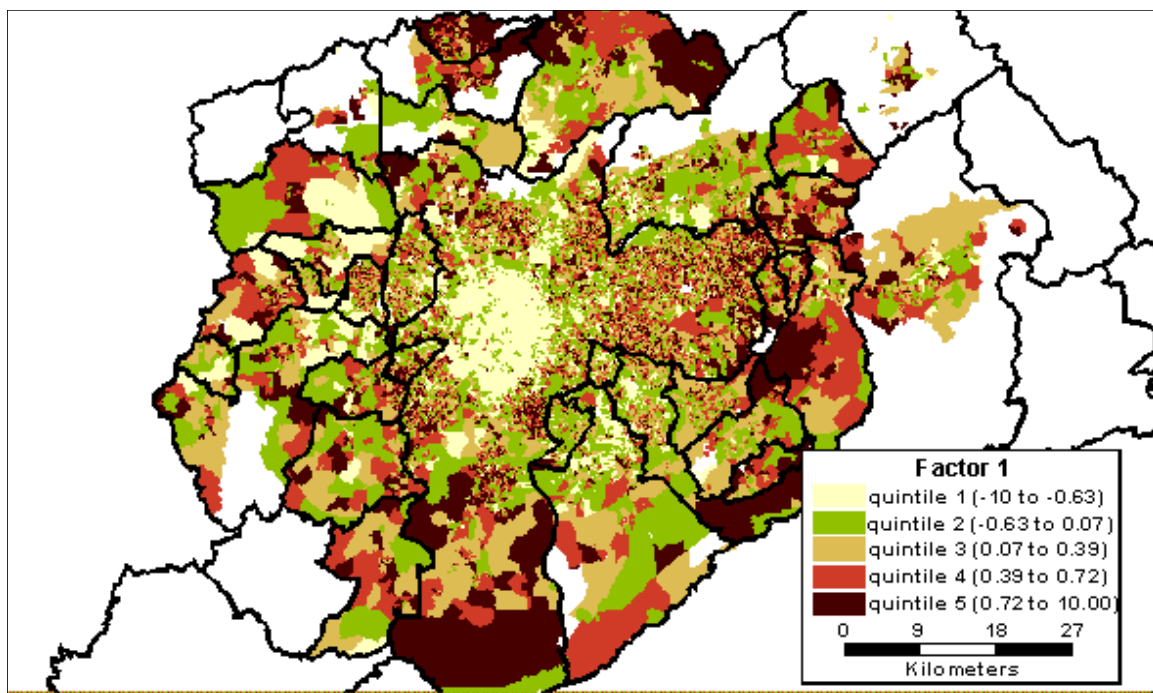 Factor 1
quintile 1 (-10 to -0.63)
quintile 2 (-0.63 to 0.07)
quintile 3 (0.07 to 0.39)
quintile 4 (0.39 to 0.72)
quintile 5 (0.72 to 10.00)
0 9 18 27
Kilometers